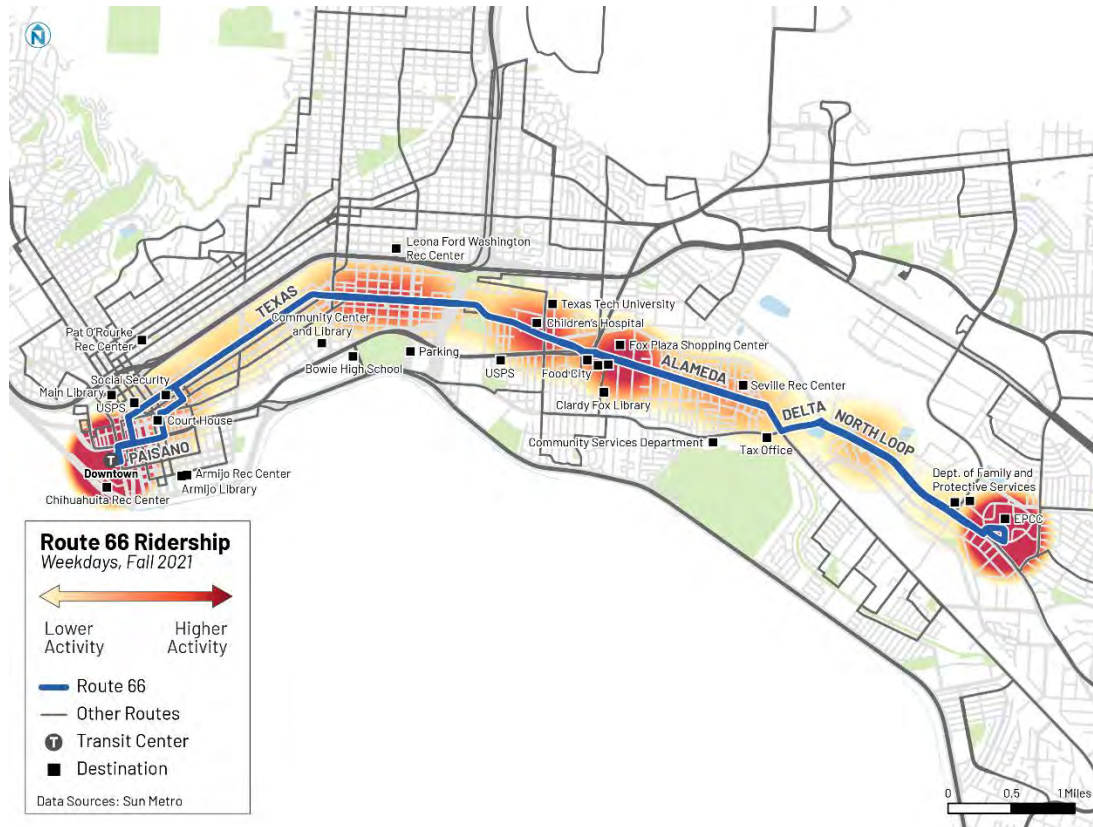 N
Leona Ford Washington
Rec Center
TEXAS
Texas Tech University
Community Center
and Library
Children's Hospital
Pat O'Rourke
Rec Center
Parking
Fox Plaza Shopping Center
Bowie High School
USPS
Food City
ALAMEDA
Social Security
Main Library
USPS
Seville Rec Center
Clardy Fox Library
Court House
DELTA
NORTH LOOP
Community Services Department
Tax Office
PAISANO
T
Downtown
Armijo Rec Center
Armijo Library
Chihuahuita Rec Center
Dept. of Family and
Protective Services
EPCC
Route 66 Ridership
Weekdays, Fall 2021
Lower
Activity
Higher
Activity
Route 66
Other Routes
T Transit Center
Destination
Data Sources: Sun Metro
0 0.5 1 Miles